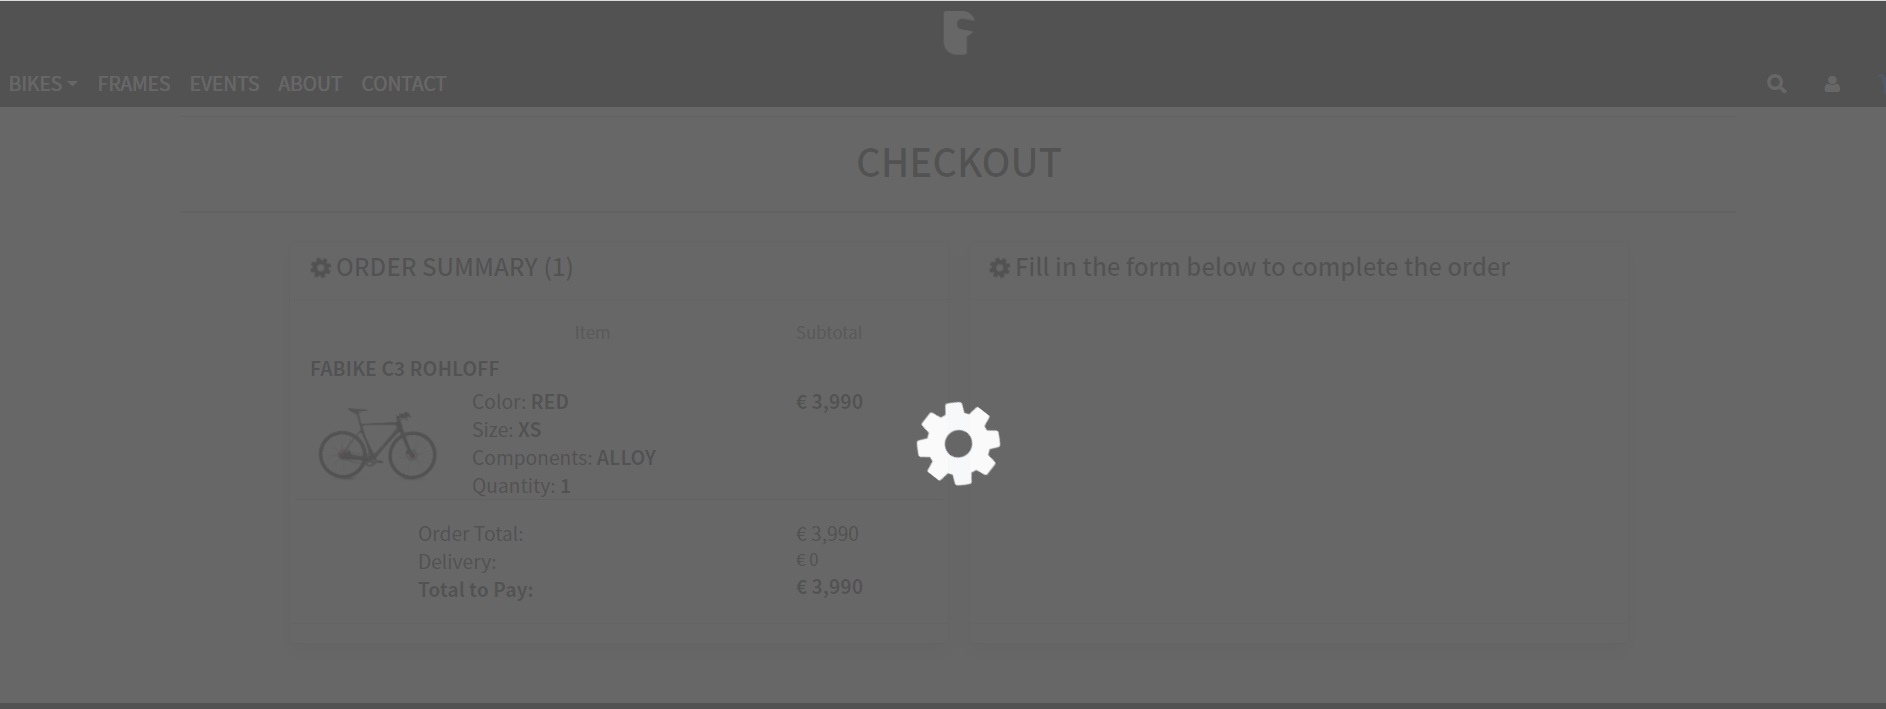 BIKES FRAMES EVENTS ABOUT CONTACT
CHECKOUT
ORDER SUMMARY (1)
Item Subtotal
FABIKE C3 ROHLOFF
Color: RED € 3,990
Size: XS
Components: ALLOY
Quantity: 1
Order Total: € 3,990
Delivery: € 0
Total to Pay: € 3,990
Fill in the form below to complete the order